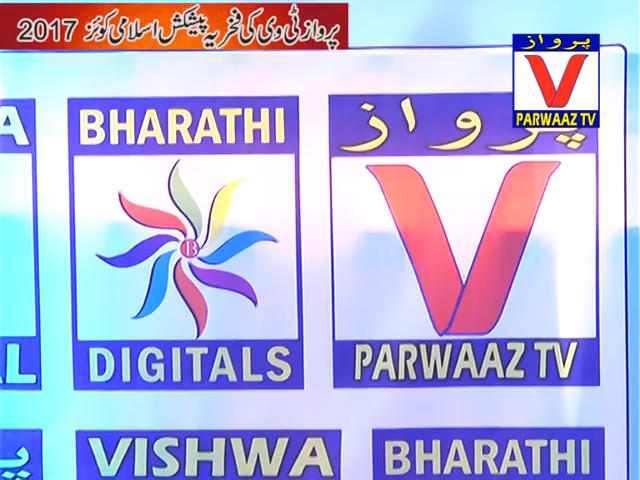 پرواز ٹی وی کی فخریہ پیشکش اسلامی کوئز 2017
پرواز
PARWAAZ TV
A
BHARATHI
پرواز
B
AL
DIGITALS
PARWAAZ TV
VISHWA
BHARATHI